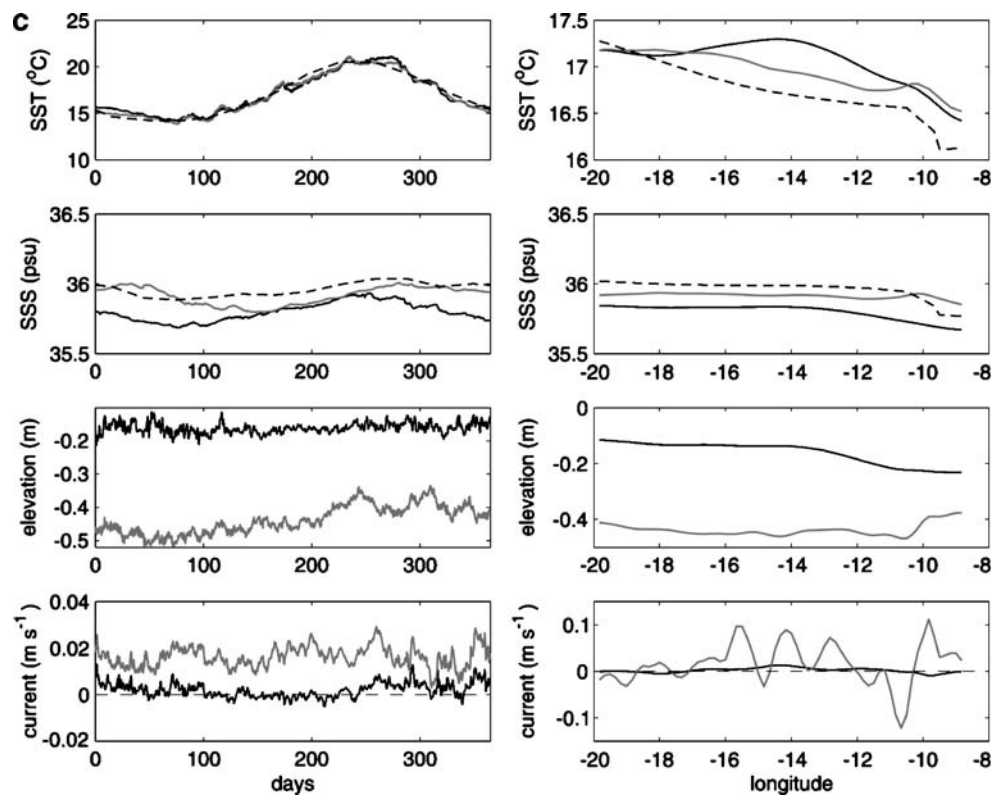 c
SST (°C)
25
20
15
10
0 100 200 300
SST (°C)
17.5
17
16.5
16
-20 -18 -16 -14 -12 -10 -8
SSS (psu)
36.5
36
35.5
0 100 200 300
SSS (psu)
36.5
36
35.5
-20 -18 -16 -14 -12 -10 -8
elevation (m)
-0.2
-0.3
-0.4
-0.5
0 100 200 300
elevation (m)
0
-0.2
-0.4
-20 -18 -16 -14 -12 -10 -8
current (m s⁻¹)
0.04
0.02
0
-0.02
0 100 200 300
days
current (m s⁻¹)
0.1
0
-0.1
-20 -18 -16 -14 -12 -10 -8
longitude